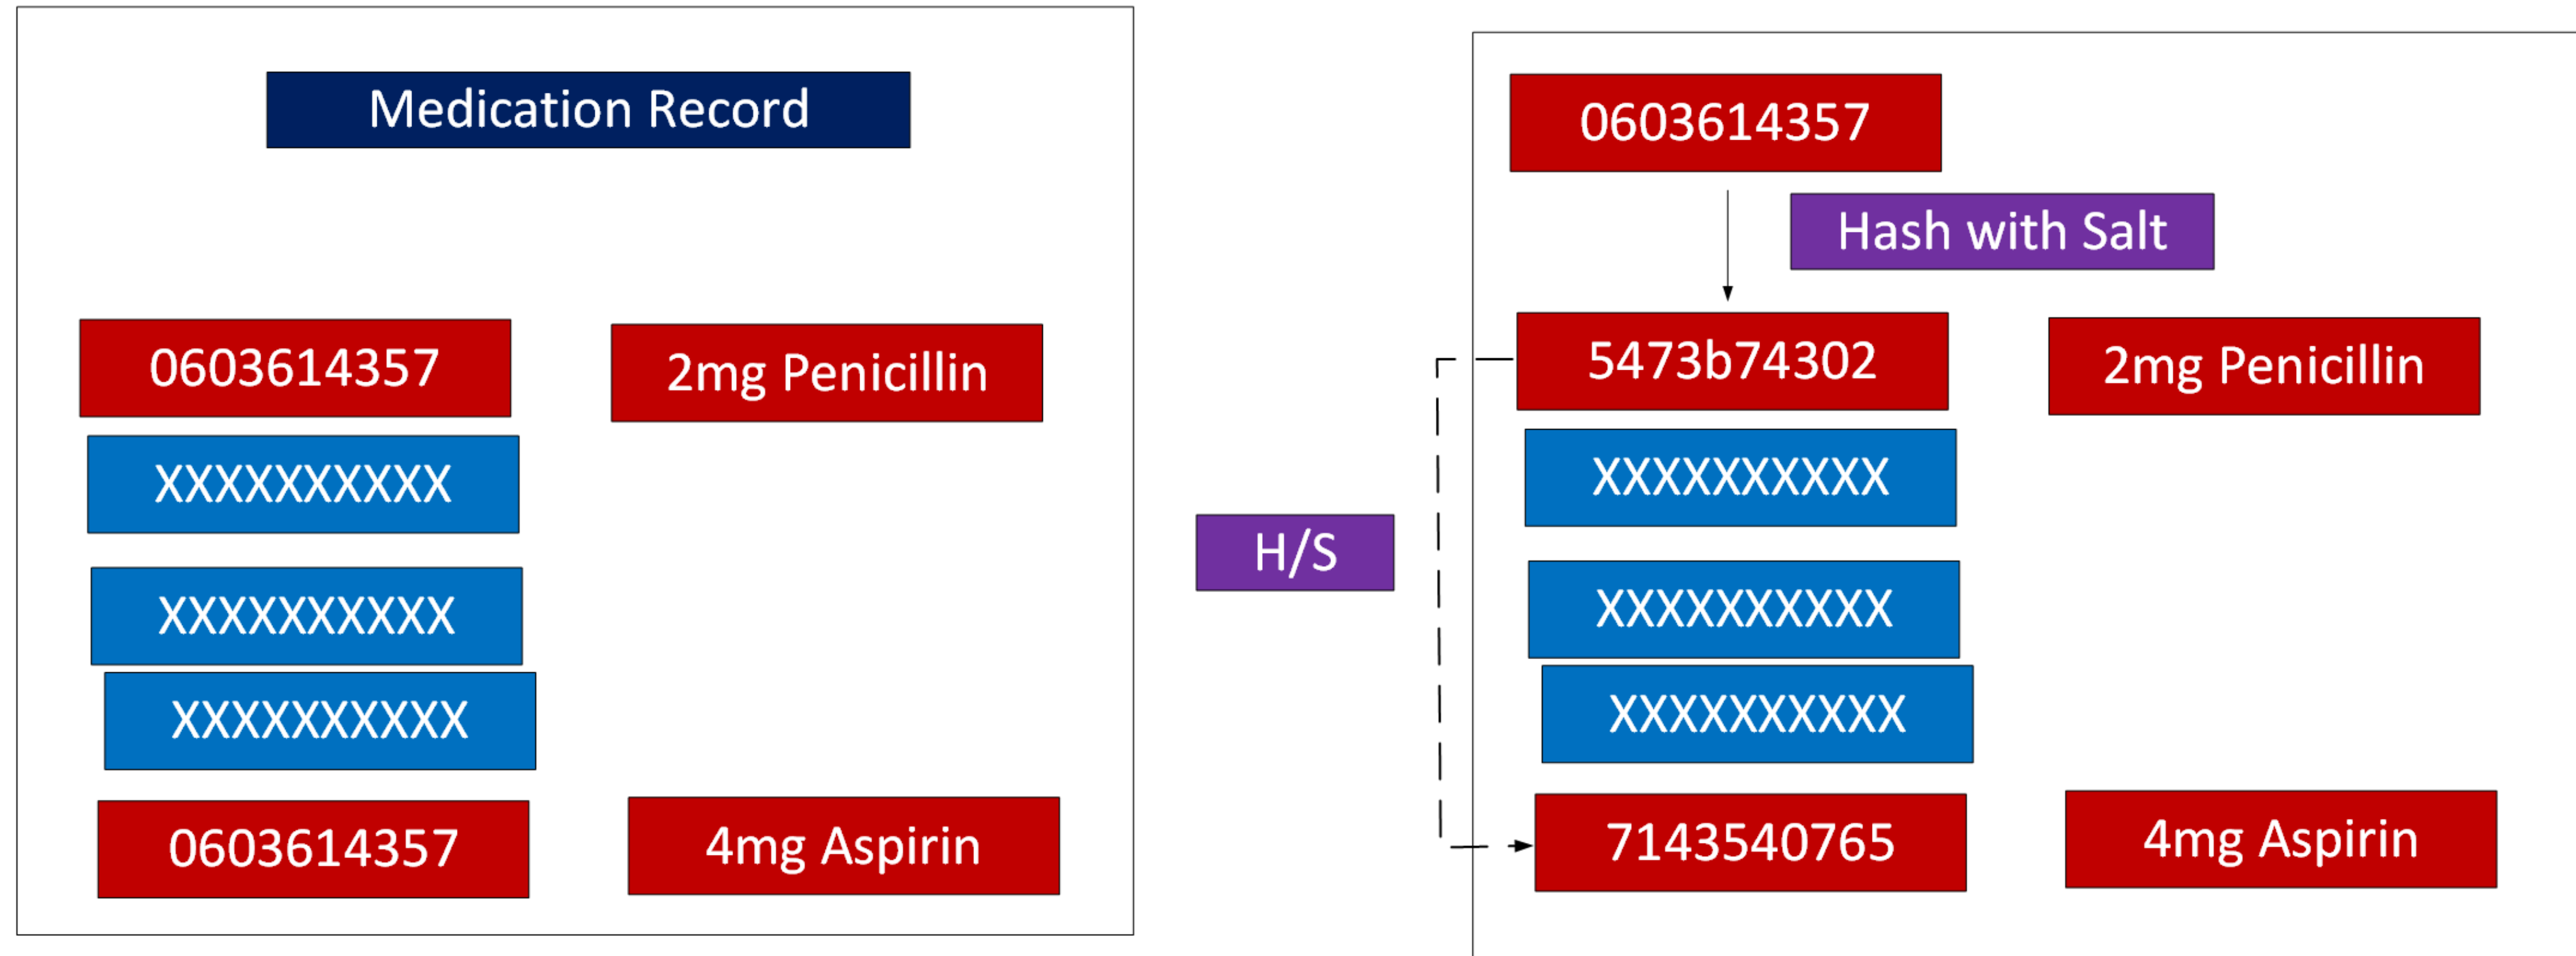 Medication Record
0603614357
2mg Penicillin
XXXXXXXXXX
XXXXXXXXXX
XXXXXXXXXX
0603614357
4mg Aspirin
H/S
0603614357
Hash with Salt
5473b74302
2mg Penicillin
XXXXXXXXXX
XXXXXXXXXX
XXXXXXXXXX
7143540765
4mg Aspirin